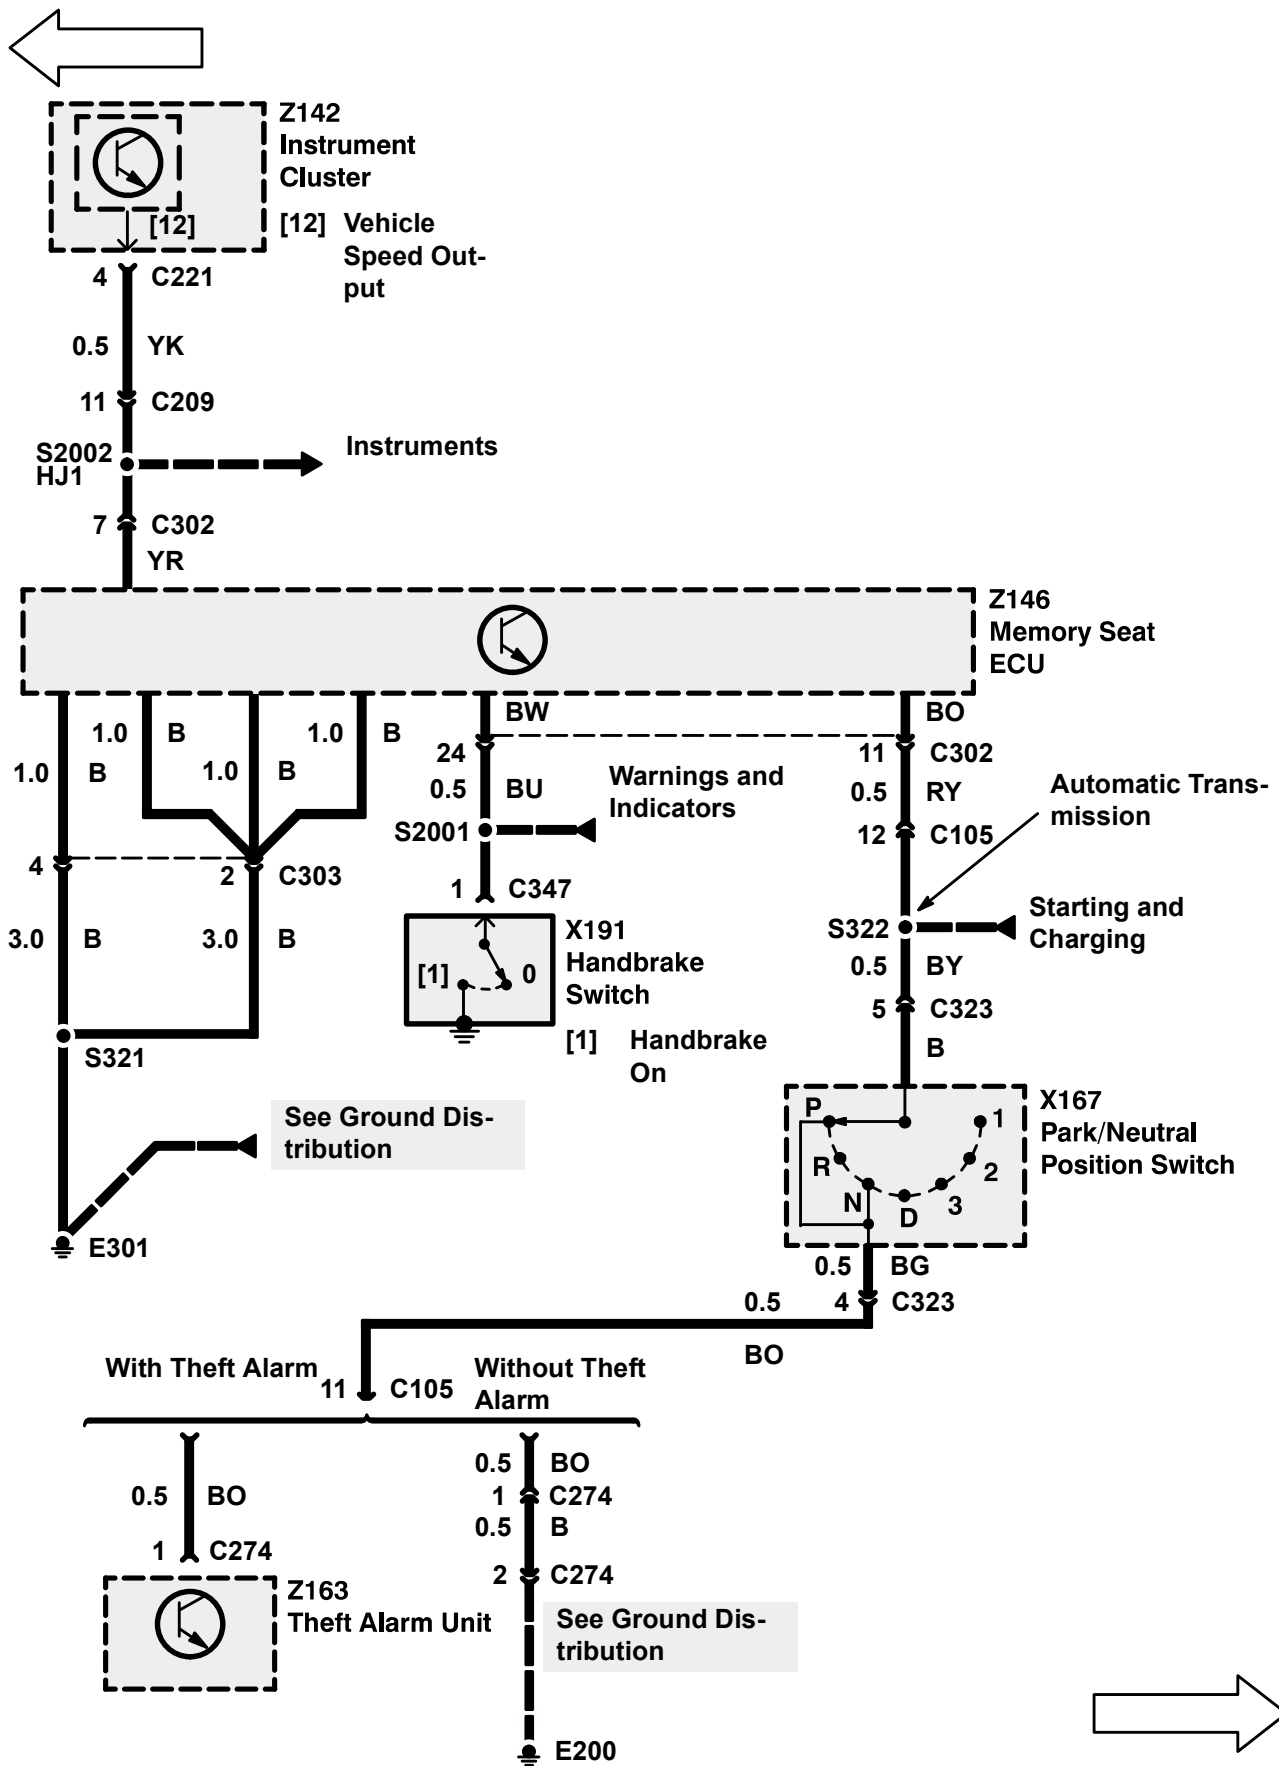 Z142
Instrument
Cluster
[12]
[12] Vehicle
Speed Out-
put
4 C221
0.5 YK
11 C209
S2002
HJ1
Instruments
7 C302
YR
Z146
Memory Seat
ECU
1.0 B
1.0 B
1.0 B
1.0 B
BW
BO
24
11 C302
0.5 BU
Warnings and
Indicators
S2001
0.5 RY
Automatic Trans-
mission
12 C105
4
2 C303
1 C347
3.0 B
3.0 B
X191
Handbrake
Switch
[1] 0
[1] Handbrake
On
S322
Starting and
Charging
0.5 BY
5 C323
B
S321
See Ground Dis-
tribution
E301
X167
Park/Neutral
Position Switch
P
R
N
D
3
2
1
0.5 BG
4 C323
0.5
BO
With Theft Alarm
11 C105
Without Theft
Alarm
0.5 BO
1 C274
Z163
Theft Alarm Unit
0.5 BO
1 C274
0.5 B
2 C274
See Ground Dis-
tribution
E200